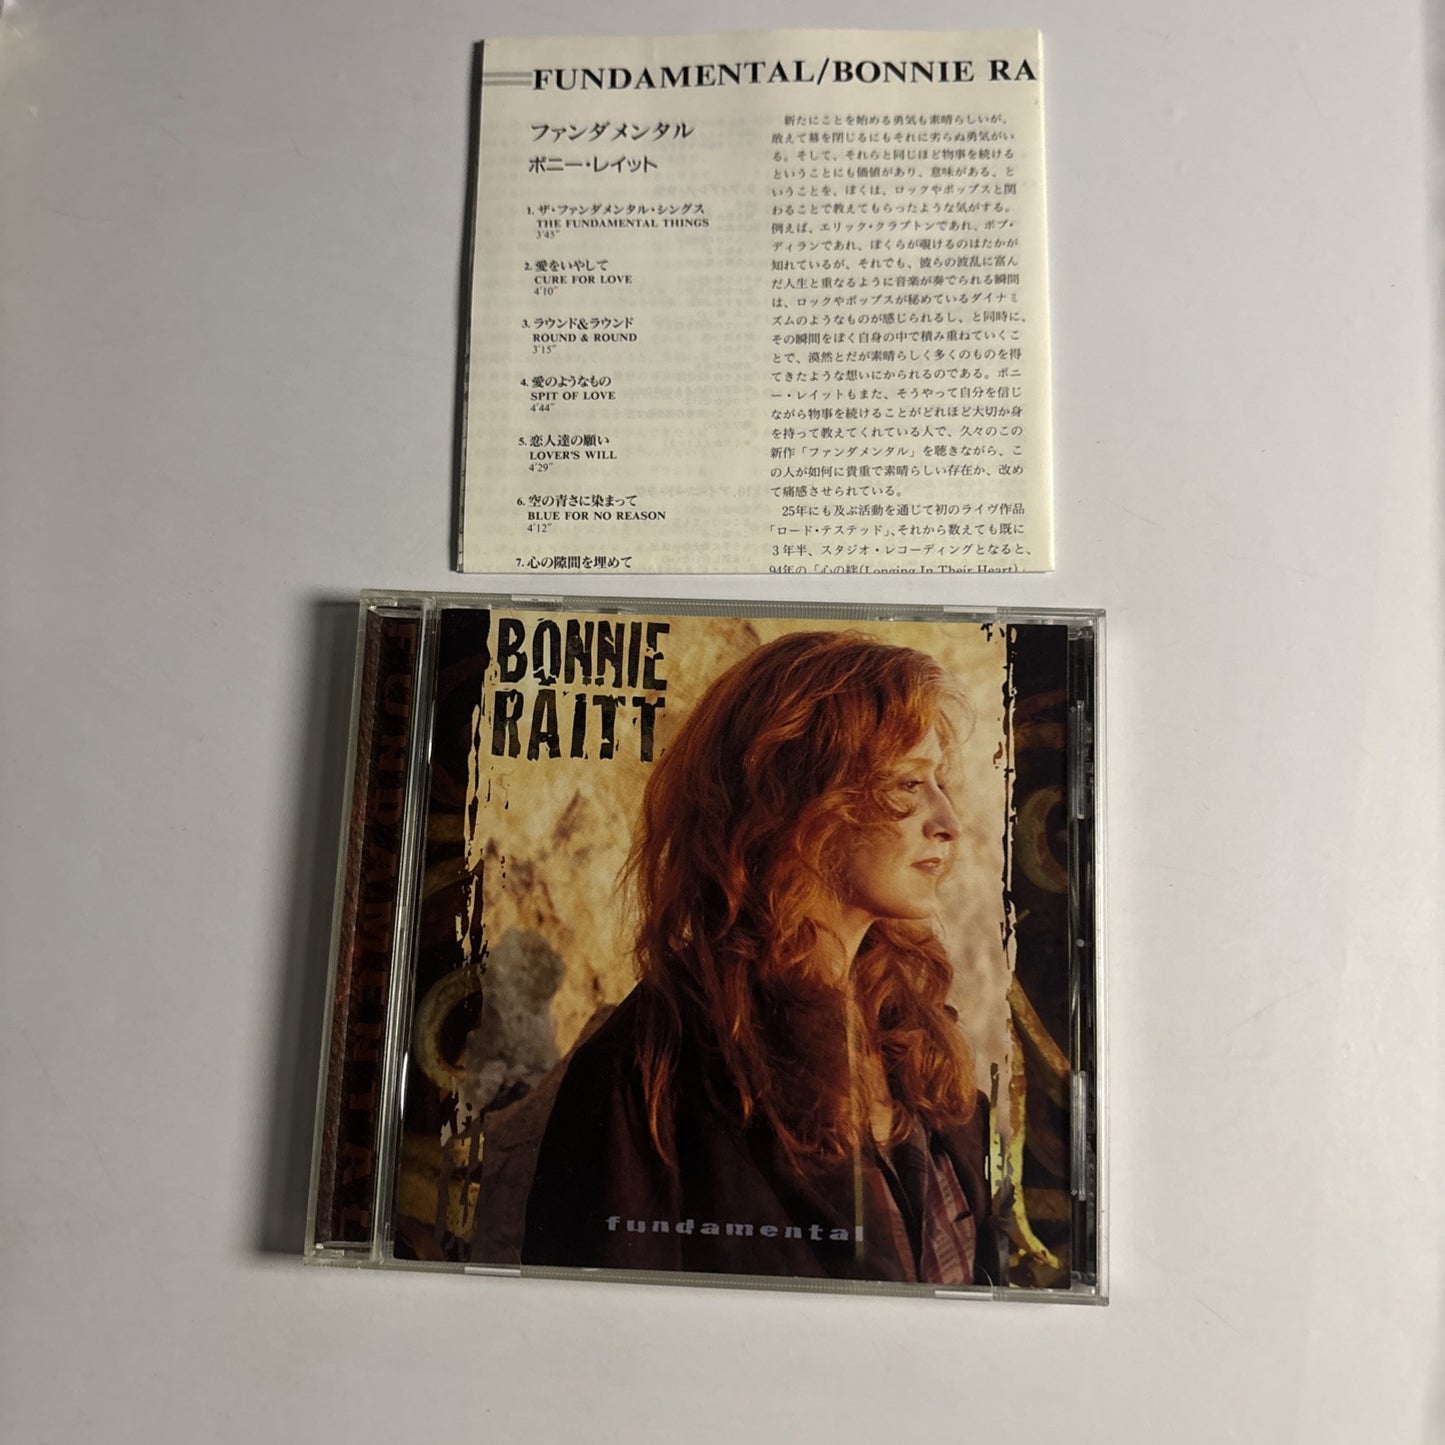 FUNDAMENTAL/BONNIE RA
ファンダメンタル
ボニー・レイット
1. ザ・ファンダメンタル・シングス
THE FUNDAMENTAL THINGS
3'45"
2. 愛をいやして
CURE FOR LOVE
4'10"
3. ラウンド&ラウンド
ROUND & ROUND
3'15"
4. 愛のようなもの
SPIT OF LOVE
4'44"
5. 恋人達の願い
LOVER'S WILL
4'29"
6. 空の青さに染まって
BLUE FOR NO REASON
4'12"
7. 心の隙間を埋めて
新たにことを始める勇気も素晴らしいが、
敢えて幕を閉じるにもそれに劣らぬ勇気がい
る。そして、それらと同じほど物事を続ける
ということにも価値があり、意味がある、と
いうことを、ぼくは、ロックやポップスと関
わることで教えてもらったような気がする。
例えば、エリック・クラプトンであれ、ボブ・
ディランであれ、ぼくらが覗けるのはたかが
知れているが、それでも、彼らの波乱に富ん
だ人生と重なるように音楽が奏でられる瞬間
は、ロックやポップスが秘めているダイナミ
ズムのようなものが感じられるし、と同時に、
その瞬間をぼく自身の中で積み重ねていくこ
とで、漠然とだが素晴らしく多くのものを得
てきたような想いにかられるのである。ボニ
ー・レイットもまた、そうやって自分を信じ
ながら物事を続けることがどれほど大切か身
を持って教えてくれている人で、久々のこの
新作「ファンダメンタル」を聴きながら、こ
の人が如何に貴重で素晴らしい存在か、改め
て痛感させられている。
25年にも及ぶ活動を通じて初のライヴ作品
「ロード・テステッド」、それから数えても既に
3年半、スタジオ・レコーディングとなると、
94年の「心の絆(Longing In Their Heart)」
FUNDAMENTAL
BONNIE
RAITT
fundamental